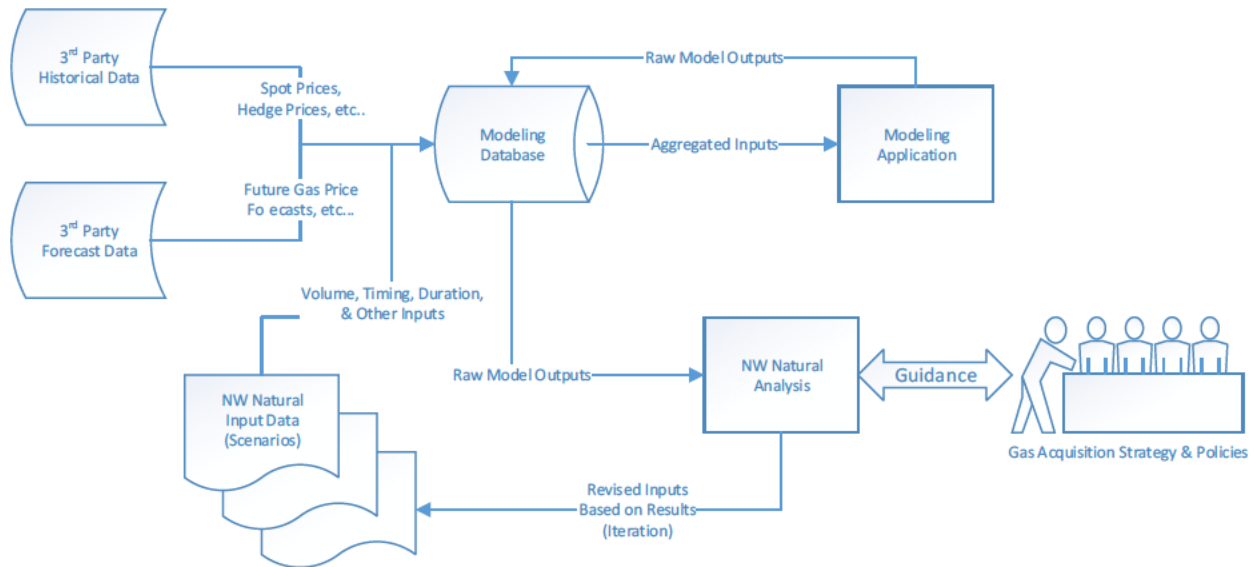 3rd Party
Historical Data
Spot Prices,
Hedge Prices, etc..
Raw Model Outputs
Modeling
Database
Aggregated Inputs
Modeling
Application
3rd Party
Forecast Data
Future Gas Price
Fo ecasts, etc...
Volume, Timing, Duration,
& Other Inputs
NW Natural
Input Data
(Scenarios)
Raw Model Outputs
NW Natural
Analysis
Guidance
Gas Acquisition Strategy & Policies
Revised Inputs
Based on Results
(Iteration)